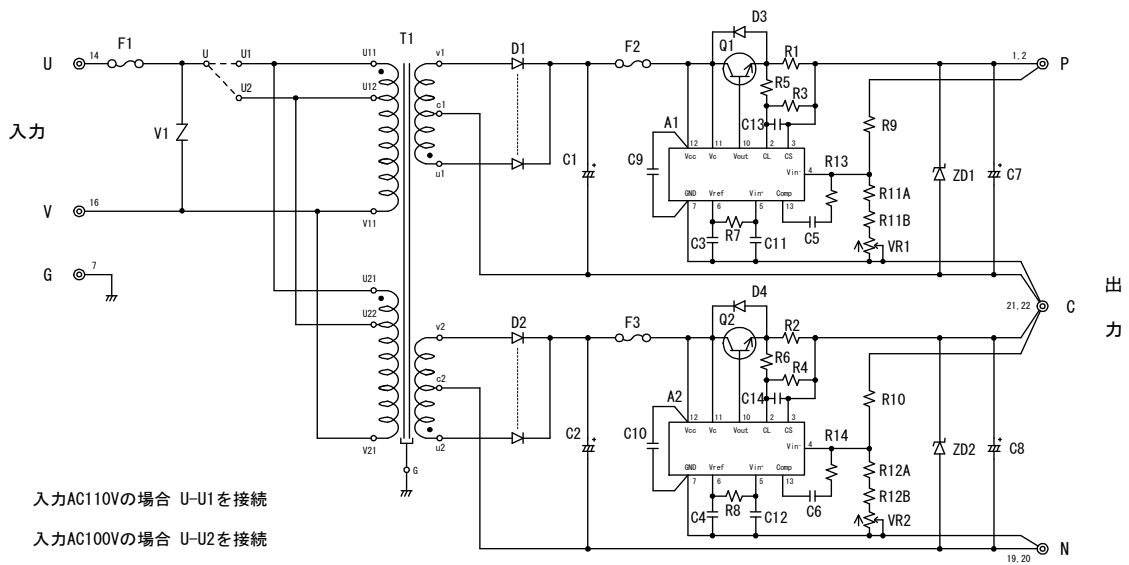 D3
F1
T1
D1
F2
Q1
R1
U
14
U
U1
U11
v1
1,2
P
R5
U2
U12
R3
入力
V1
c1
C13
R9
A1
C1
C9
12
11
10
2
3
Vcc
Vc
Vout
CL
CS
R13
Vin-
4
u1
GND
Vref
Vin+
Comp
R11A
ZD1
C7
7
6
5
13
R11B
V
16
V11
C3
R7
C11
C5
VR1
G
7
U21
出
D4
21,22
C
U22
v2
D2
F3
Q2
R2
力
R6
R4
c2
C14
R10
A2
C2
C10
12
11
10
2
3
Vcc
Vc
Vout
CL
CS
R14
Vin-
4
V21
u2
GND
Vref
Vin+
Comp
R12A
ZD2
C8
G
7
6
5
13
R12B
入力AC110Vの場合 U-U1を接続
C4
R8
C12
C6
VR2
入力AC100Vの場合 U-U2を接続
19,20
N